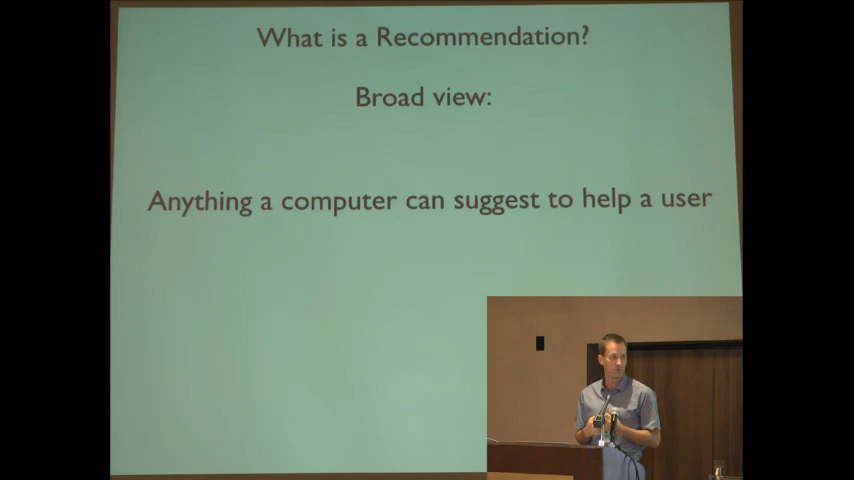 What is a Recommendation?
Broad view:
Anything a computer can suggest to help a user